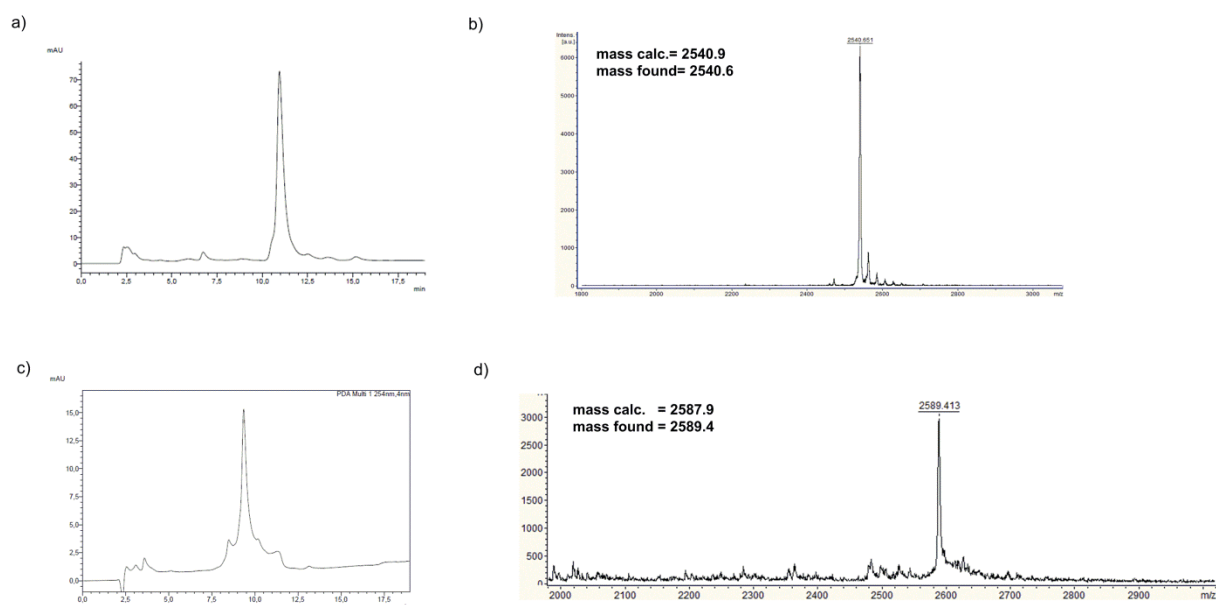 a)
mAU
70
60
50
40
30
20
10
0
0,0 2,5 5,0 7,5 10,0 12,5 15,0 17,5
min
b)
Intens.
[a.u.]
2540.651
mass calc.= 2540.9
mass found= 2540.6
6000
5000
4000
3000
2000
1000
0
1800 2000 2200 2400 2600 2800 3000 m/z
c)
mAU
PDA Multi 1 254nm,4nm
15,0
12,5
10,0
7,5
5,0
2,5
0,0
0,0 2,5 5,0 7,5 10,0 12,5 15,0 17,5
d)
2589.413
mass calc. = 2587.9
mass found = 2589.4
3000
2500
2000
1500
1000
500
0
2000 2100 2200 2300 2400 2500 2600 2700 2800 2900 m/z